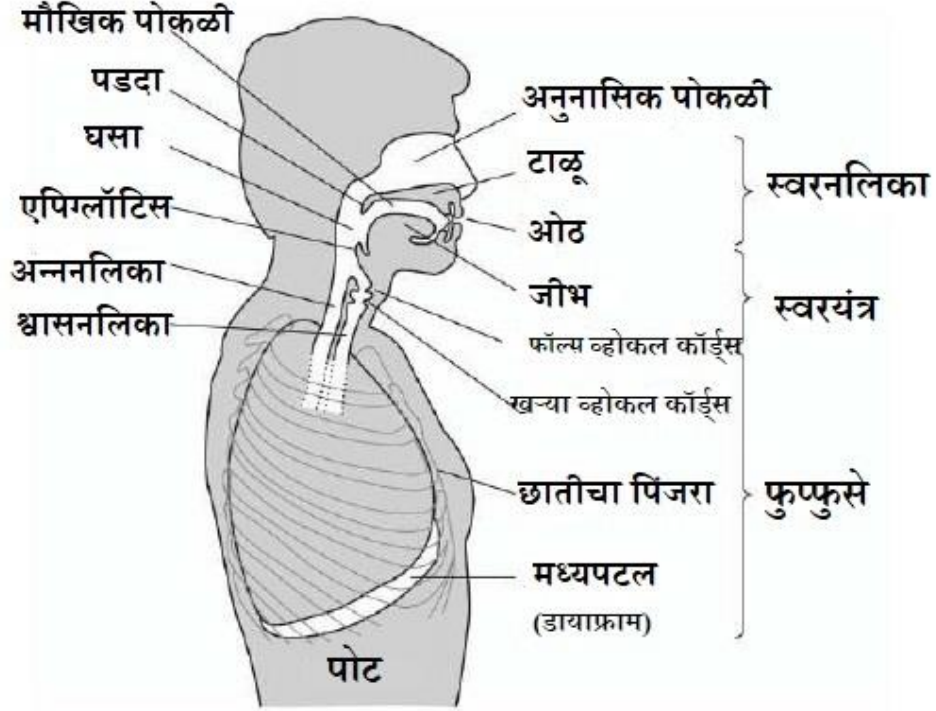 मौखिक पोकळी
पडदा
घसा
एपिग्लॉटिस
अन्ननलिका
श्वासनलिका
अनुनासिक पोकळी
टाळू
ओठ
जीभ
फॉल्स व्होकल कॉर्ड्स
खऱ्या व्होकल कॉर्ड्स
छातीचा पिंजरा
मध्यपटल
(डायाफ्राम)
स्वरनलिका
स्वरयंत्र
फुप्फुसे
पोट